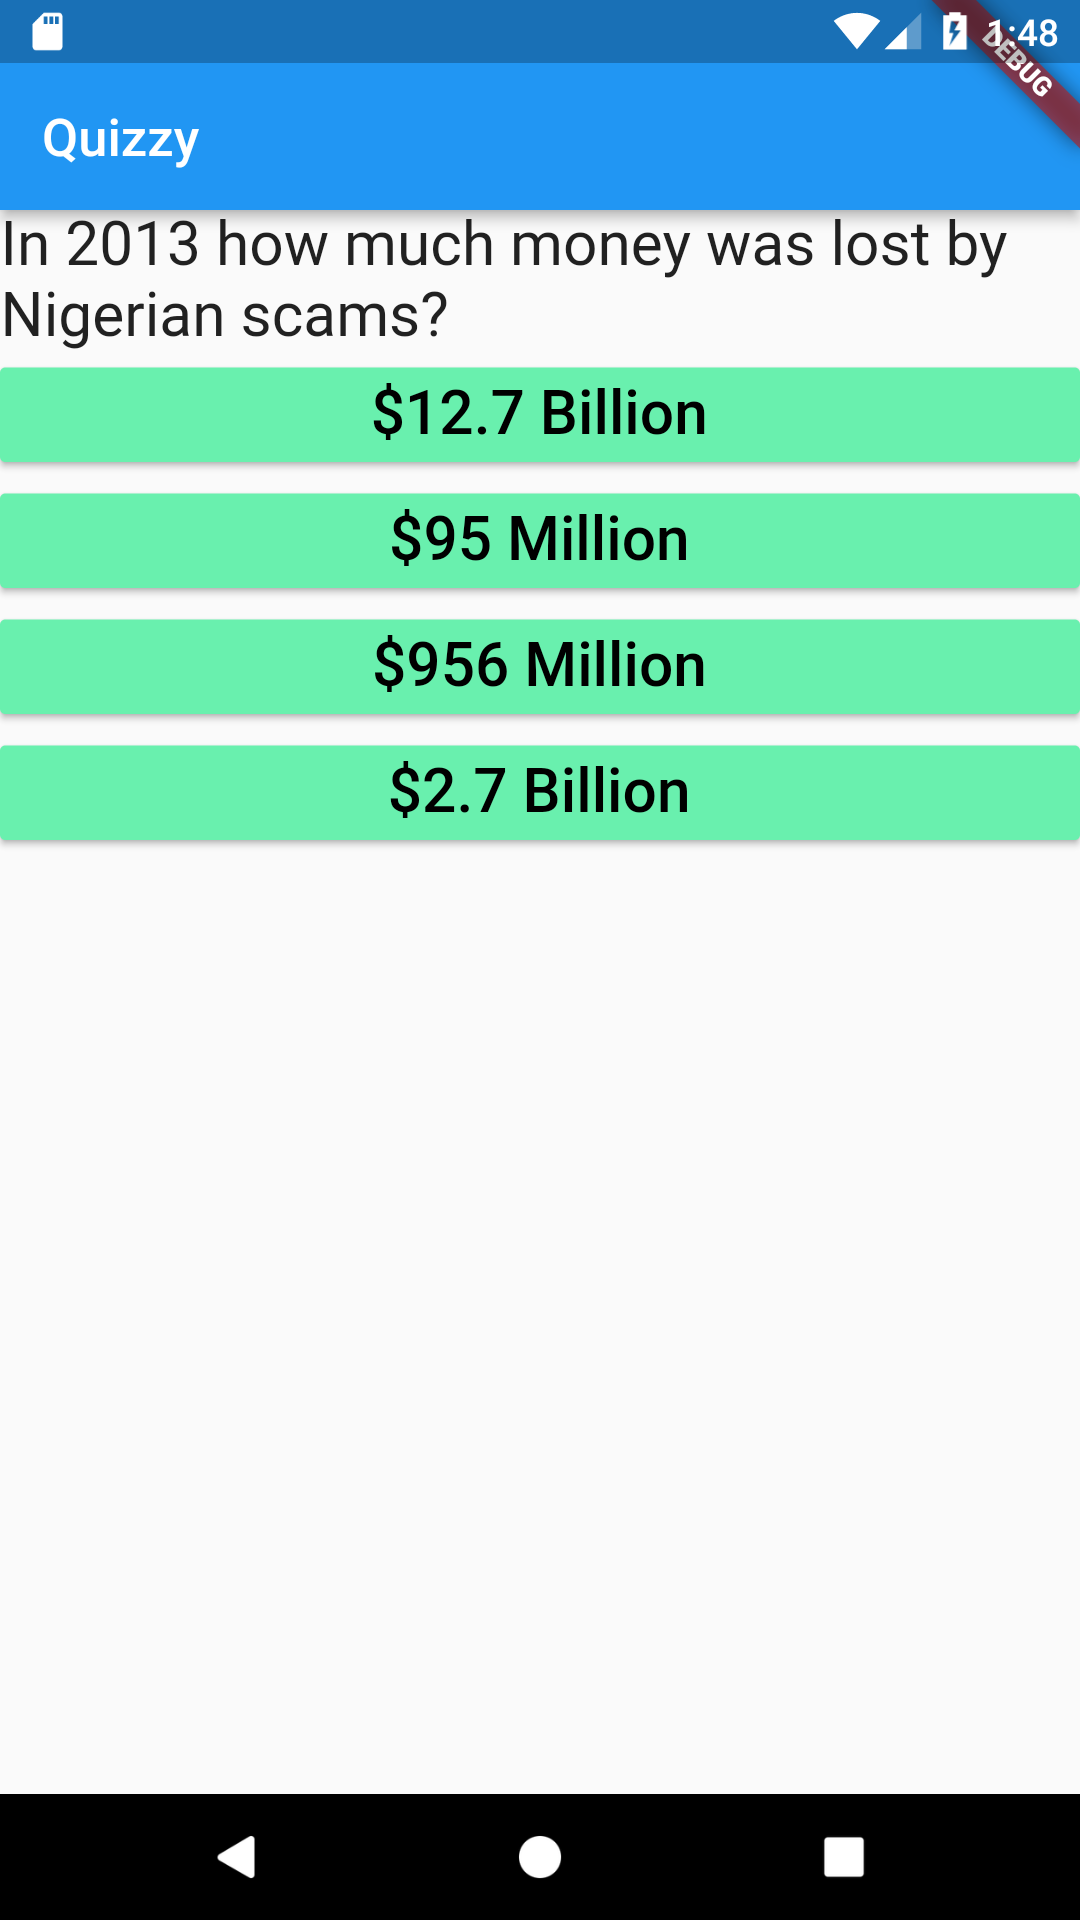 1:48
DEBUG
Quizzy
In 2013 how much money was lost by
Nigerian scams?
$12.7 Billion
$95 Million
$956 Million
$2.7 Billion